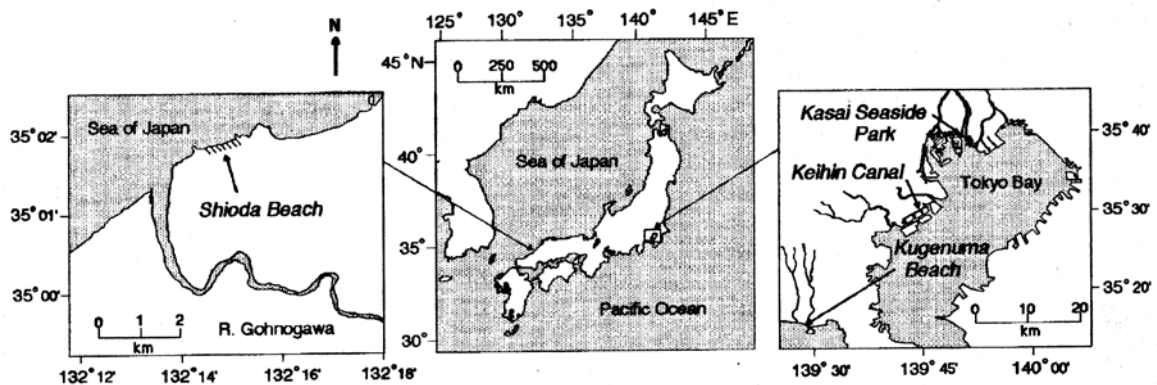 N
Sea of Japan
35°02'
Shioda Beach
35°01'
35°00'
0 1 2
km
R. Gohnogawa
132°12' 132°14' 132°16' 132°18'
125° 130° 135° 140° 145° E
45°N
0 250 500
km
Sea of Japan
40°
35°
Pacific Ocean
30°
Kasai Seaside
Park
35°40'
Keihin Canal
Tokyo Bay
35°30'
Kugenuma
Beach
35°20'
0 10 20
km
139°30' 139°45' 140°00'